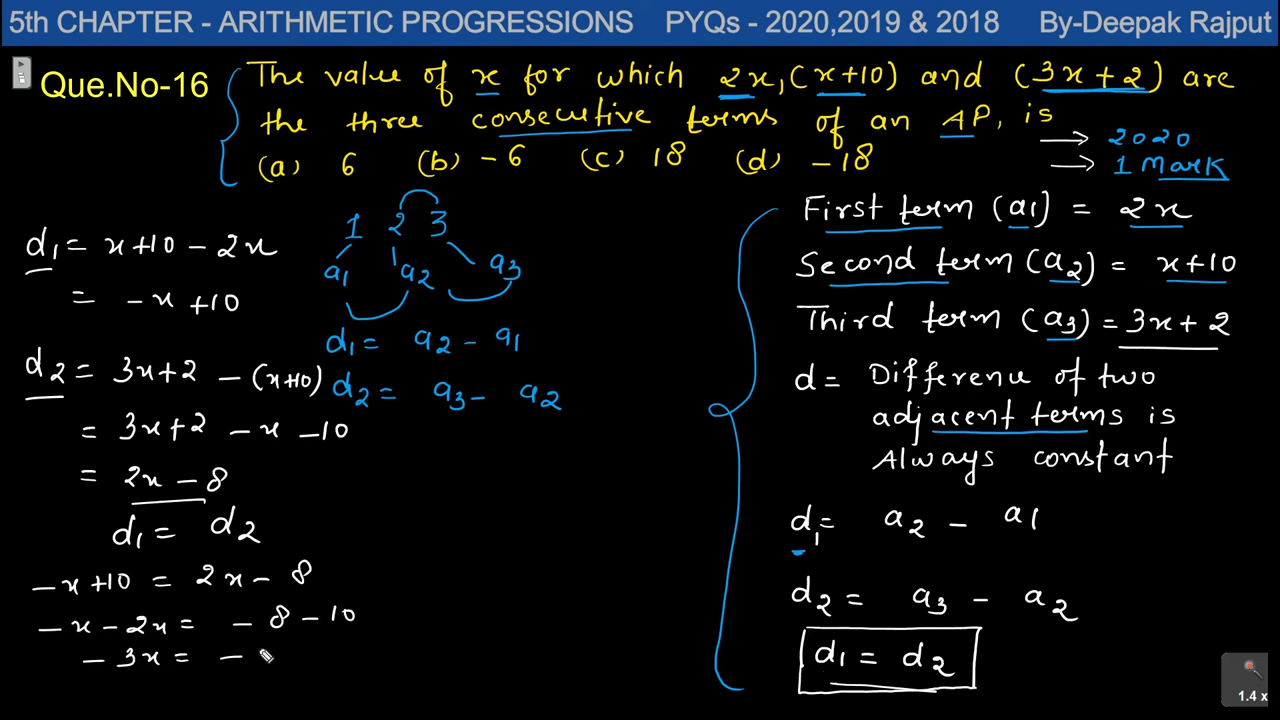 5th CHAPTER - ARITHMETIC PROGRESSIONS PYQs - 2020,2019 & 2018 By-Deepak Rajput
Que.No-16
The value of x for which 2x, (x+10) and (3x+2) are
the three consecutive terms of an AP, is
(a) 6 (b) -6 (c) 18 (d) -18
→ 2020
→ 1 Mark
d1 = x+10 - 2x
= -x +10
d2 = 3x+2 - (x+10)
= 3x+2 - x - 10
= 2x - 8
d1 = d2
-x +10 = 2x - 8
-x - 2x = - 8 - 10
- 3x = -
1 2 3
a1 a2 a3
d1 = a2 - a1
d2 = a3 - a2
First term (a1) = 2x
Second term (a2) = x+10
Third term (a3) = 3x+2
d = Difference of two
adjacent terms is
Always constant
d1 = a2 - a1
d2 = a3 - a2
d1 = d2
1.4 x